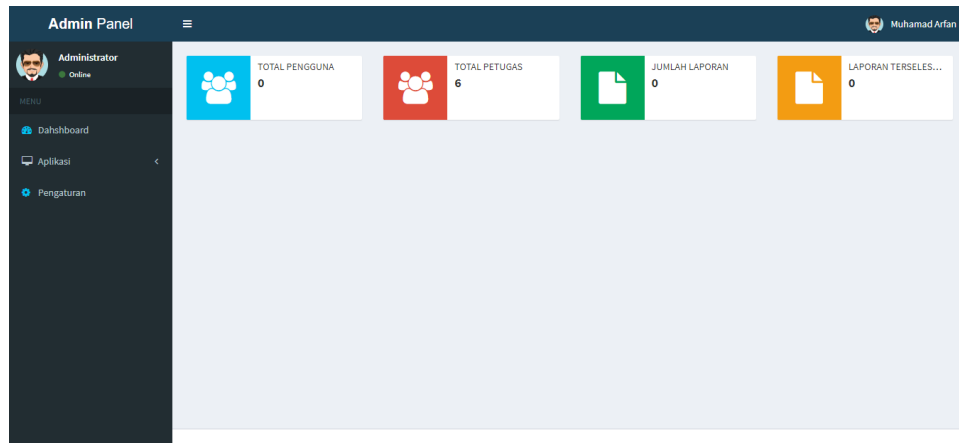 Admin Panel
Muhamad Arfan
Administrator
Online
MENU
Dahshboard
Aplikasi
Pengaturan
TOTAL PENGGUNA
0
TOTAL PETUGAS
6
JUMLAH LAPORAN
0
LAPORAN TERSELES...
0